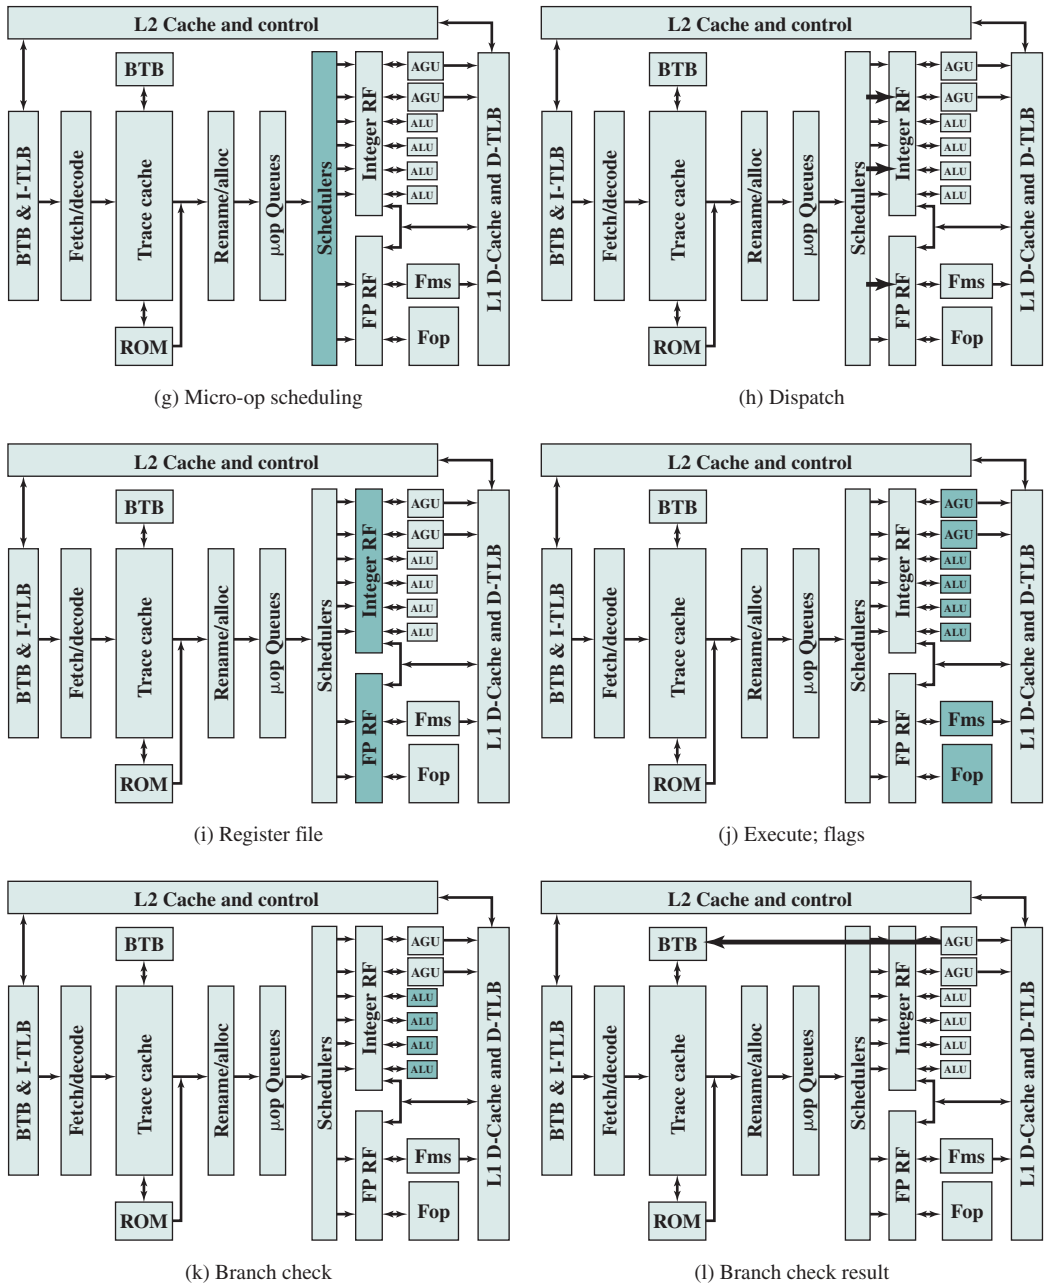 L2 Cache and control
BTB
BTB & I-TLB
Fetch/decode
Trace cache
ROM
Rename/alloc
μop Queues
Schedulers
Integer RF
FP RF
AGU
AGU
ALU
ALU
ALU
ALU
Fms
Fop
L1 D-Cache and D-TLB
(g) Micro-op scheduling
L2 Cache and control
BTB
BTB & I-TLB
Fetch/decode
Trace cache
ROM
Rename/alloc
μop Queues
Schedulers
Integer RF
FP RF
AGU
AGU
ALU
ALU
ALU
ALU
Fms
Fop
L1 D-Cache and D-TLB
(h) Dispatch
L2 Cache and control
BTB
BTB & I-TLB
Fetch/decode
Trace cache
ROM
Rename/alloc
μop Queues
Schedulers
Integer RF
FP RF
AGU
AGU
ALU
ALU
ALU
ALU
Fms
Fop
L1 D-Cache and D-TLB
(i) Register file
L2 Cache and control
BTB
BTB & I-TLB
Fetch/decode
Trace cache
ROM
Rename/alloc
μop Queues
Schedulers
Integer RF
FP RF
AGU
AGU
ALU
ALU
ALU
ALU
Fms
Fop
L1 D-Cache and D-TLB
(j) Execute; flags
L2 Cache and control
BTB
BTB & I-TLB
Fetch/decode
Trace cache
ROM
Rename/alloc
μop Queues
Schedulers
Integer RF
FP RF
AGU
AGU
ALU
ALU
ALU
ALU
Fms
Fop
L1 D-Cache and D-TLB
(k) Branch check
L2 Cache and control
BTB
BTB & I-TLB
Fetch/decode
Trace cache
ROM
Rename/alloc
μop Queues
Schedulers
Integer RF
FP RF
AGU
AGU
ALU
ALU
ALU
ALU
Fms
Fop
L1 D-Cache and D-TLB
(l) Branch check result